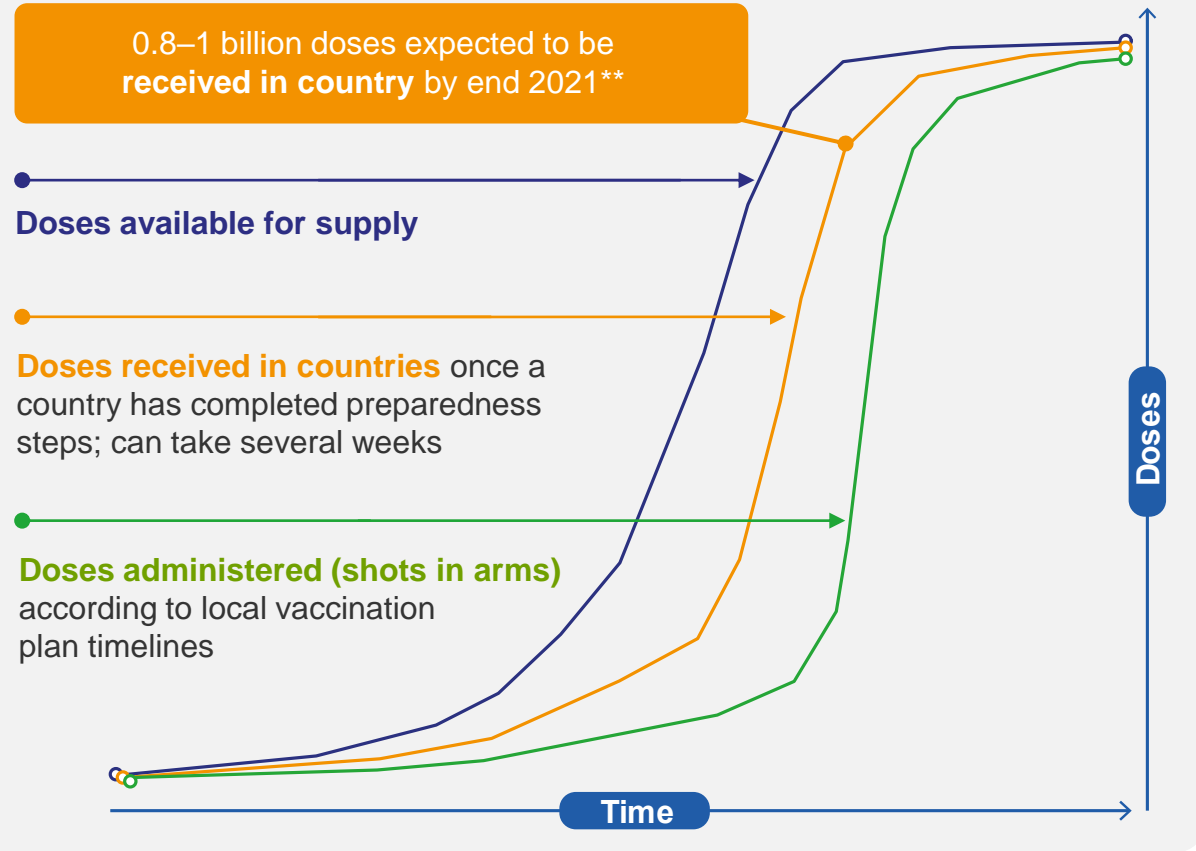 0.8–1 billion doses expected to be
received in country by end 2021**
Doses available for supply
Doses received in countries once a
country has completed preparedness
steps; can take several weeks
Doses administered (shots in arms)
according to local vaccination
plan timelines
Doses
Time